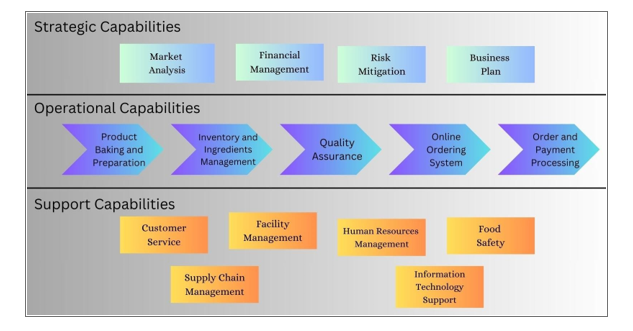 Strategic Capabilities
Market
Analysis
Financial
Management
Risk
Mitigation
Business
Plan
Operational Capabilities
Product
Baking and
Preparation
Inventory and
Ingredients
Management
Quality
Assurance
Online
Ordering
System
Order and
Payment
Processing
Support Capabilities
Customer
Service
Facility
Management
Human Resources
Management
Food
Safety
Supply Chain
Management
Information
Technology
Support